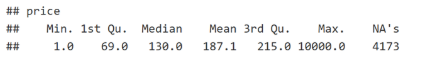 ## price
## Min. 1st Qu. Median Mean 3rd Qu. Max. NA's
## 1.0 69.0 130.0 187.1 215.0 10000.0 4173